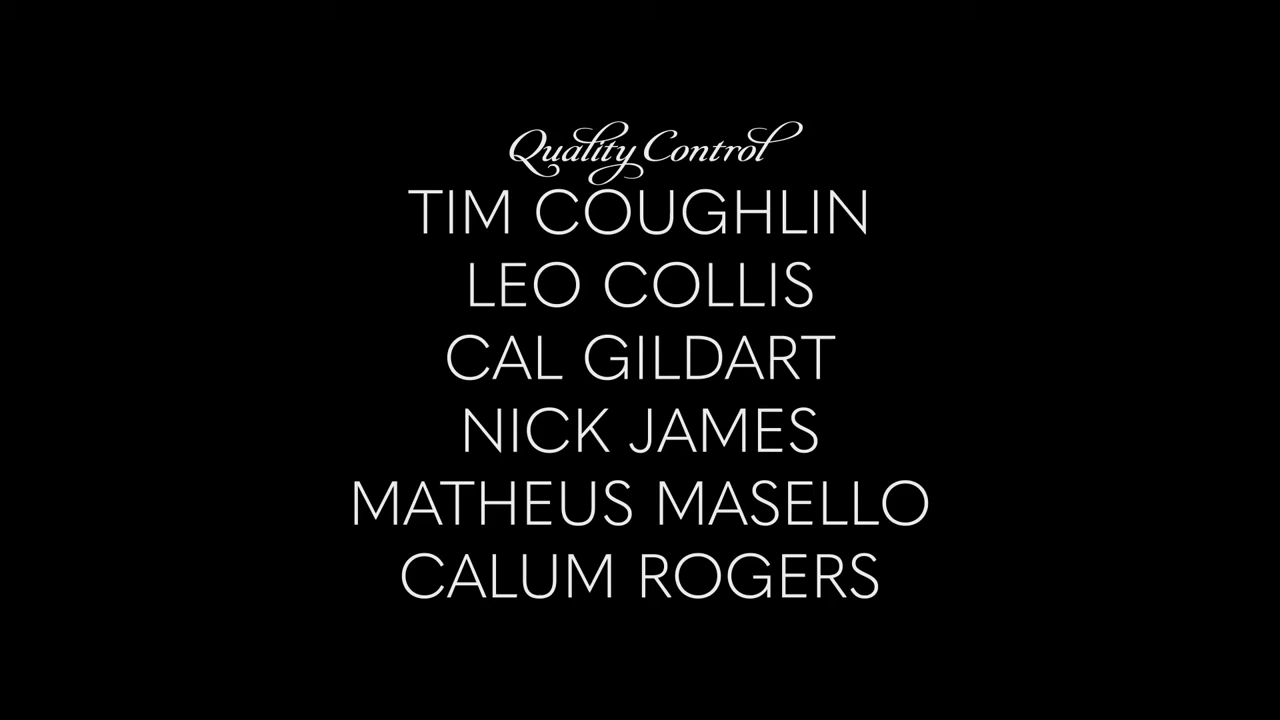 Quality Control
TIM COUGHLIN
LEO COLLIS
CAL GILDART
NICK JAMES
MATHEUS MASELLO
CALUM ROGERS